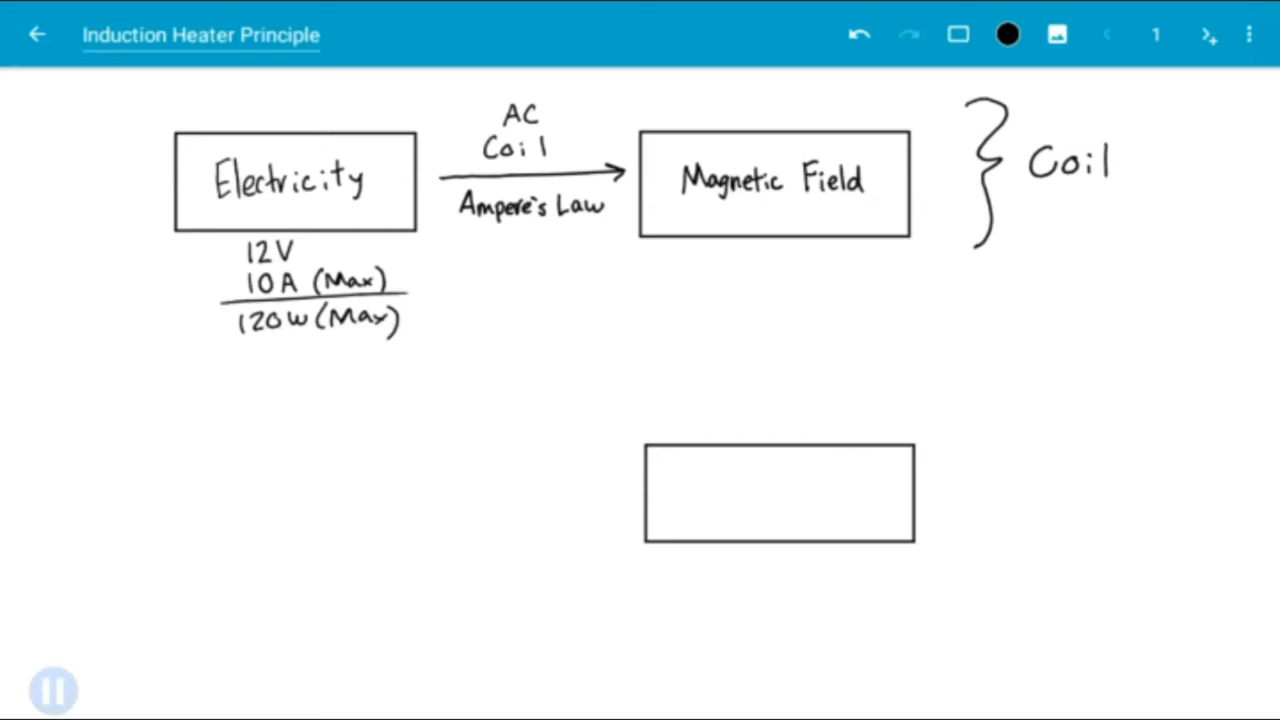 Induction Heater Principle
1
AC
Coil
Electricity
Ampere's Law
Magnetic Field
Coil
12V
10A (Max)
120W (Max)